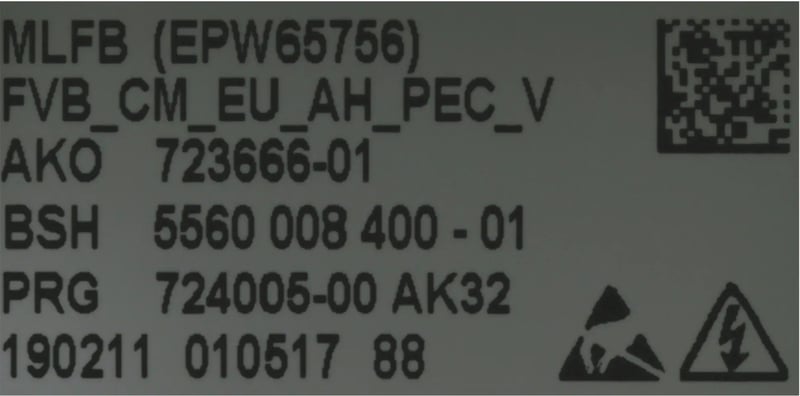 MLFB (EPW65756)
FVB_CM_EU_AH_PEC_V
AKO 723666-01
BSH 5560 008 400 - 01
PRG 724005-00 AK32
190211 010517 88